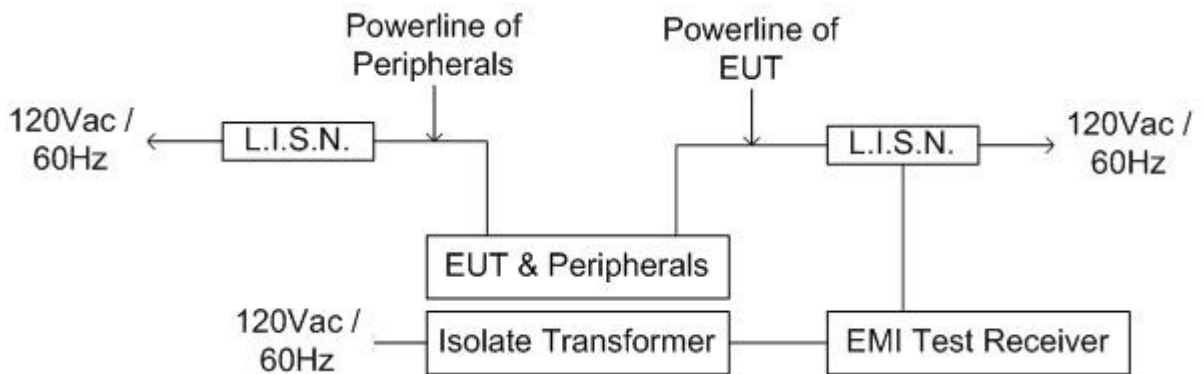 Powerline of
Peripherals
Powerline of
EUT
120Vac /
60Hz
L.I.S.N.
L.I.S.N.
120Vac /
60Hz
EUT & Peripherals
120Vac /
60Hz
Isolate Transformer
EMI Test Receiver